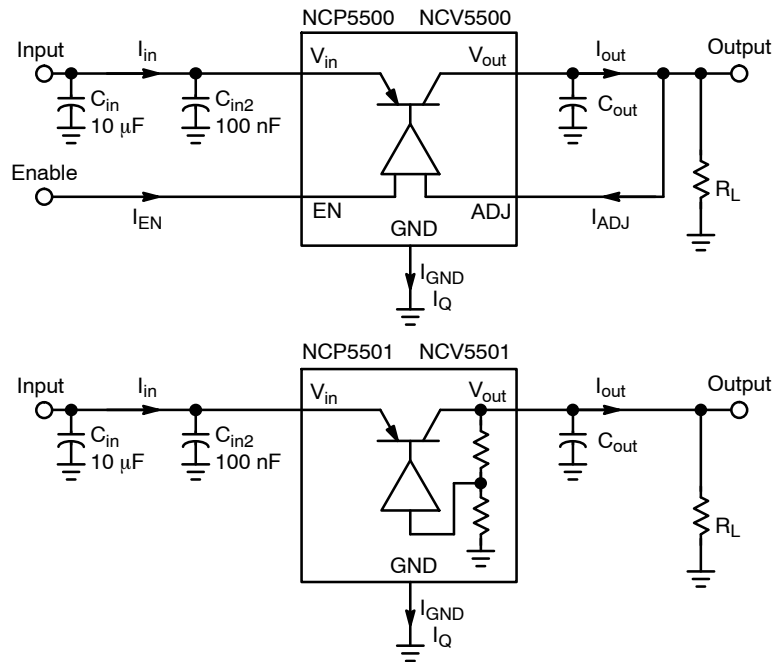 NCP5500 NCV5500
Input I_in V_in V_out I_out Output
C_in
10 μF
C_in2
100 nF
C_out
Enable
I_EN EN ADJ I_ADJ R_L
GND
I_GND
I_Q
NCP5501 NCV5501
Input I_in V_in V_out I_out Output
C_in
10 μF
C_in2
100 nF
C_out
R_L
GND
I_GND
I_Q